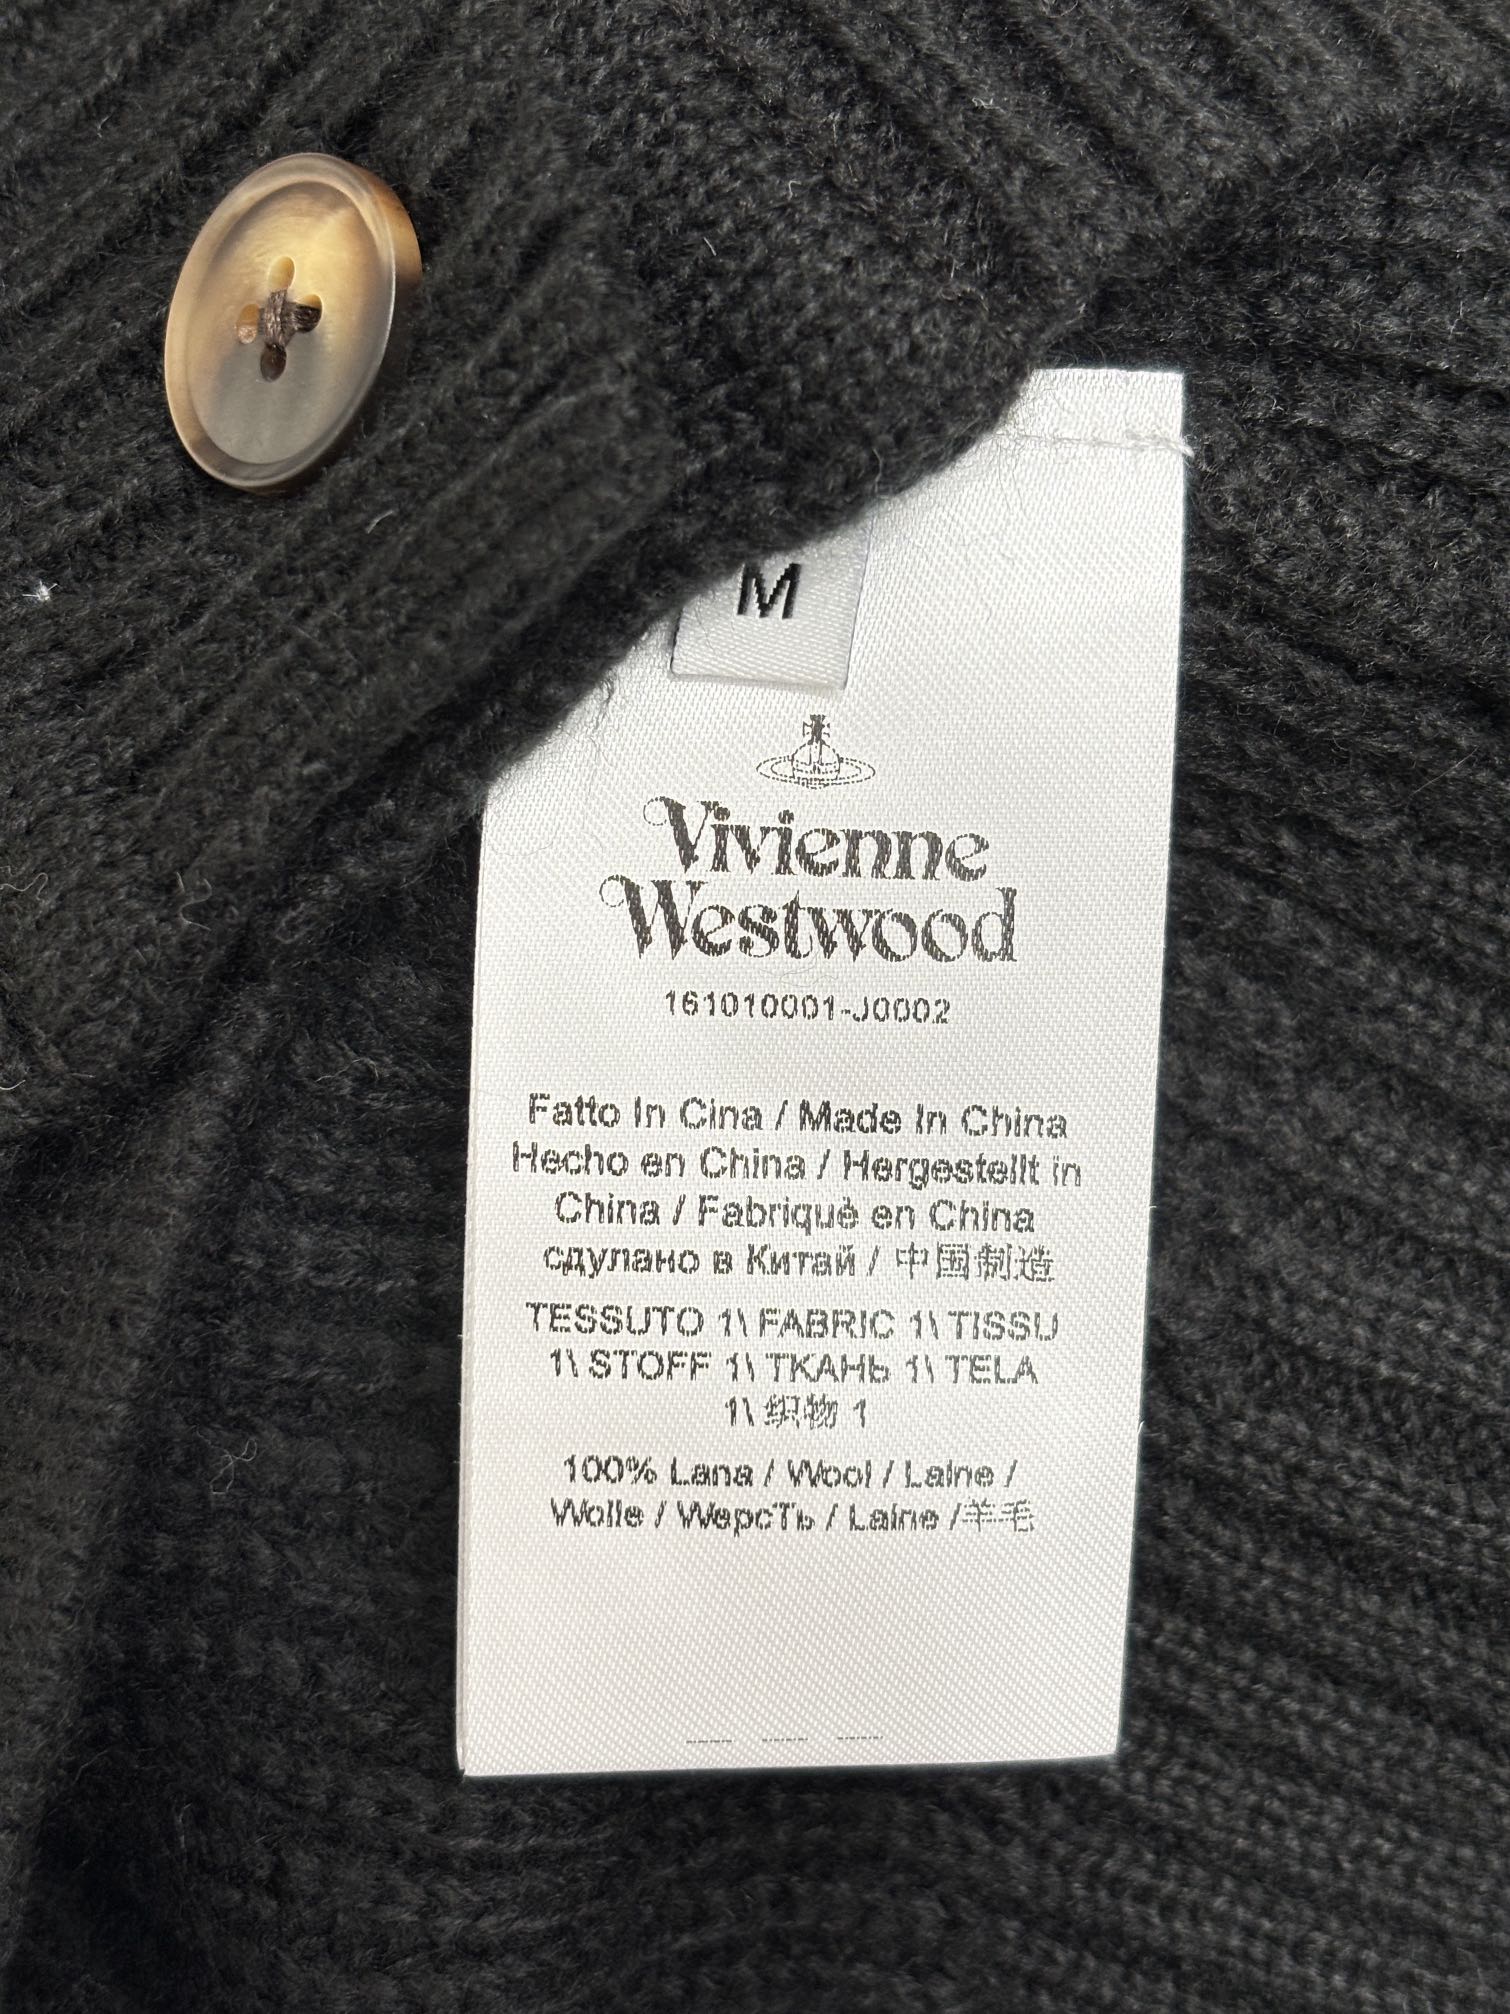 M
Vivienne
Westwood
161010001-J0002
Fatto In Cina / Made In China
Hecho en China / Hergestellt in
China / Fabriqué en China
сдулано в Китай / 中国制造
TESSUTO 1\ FABRIC 1\ TISSU
1\ STOFF 1\ ТКАНЬ 1\ TELA
1\ 织物 1
100% Lana / Wool / Laine /
Wolle / WepcTь / Laine /羊毛